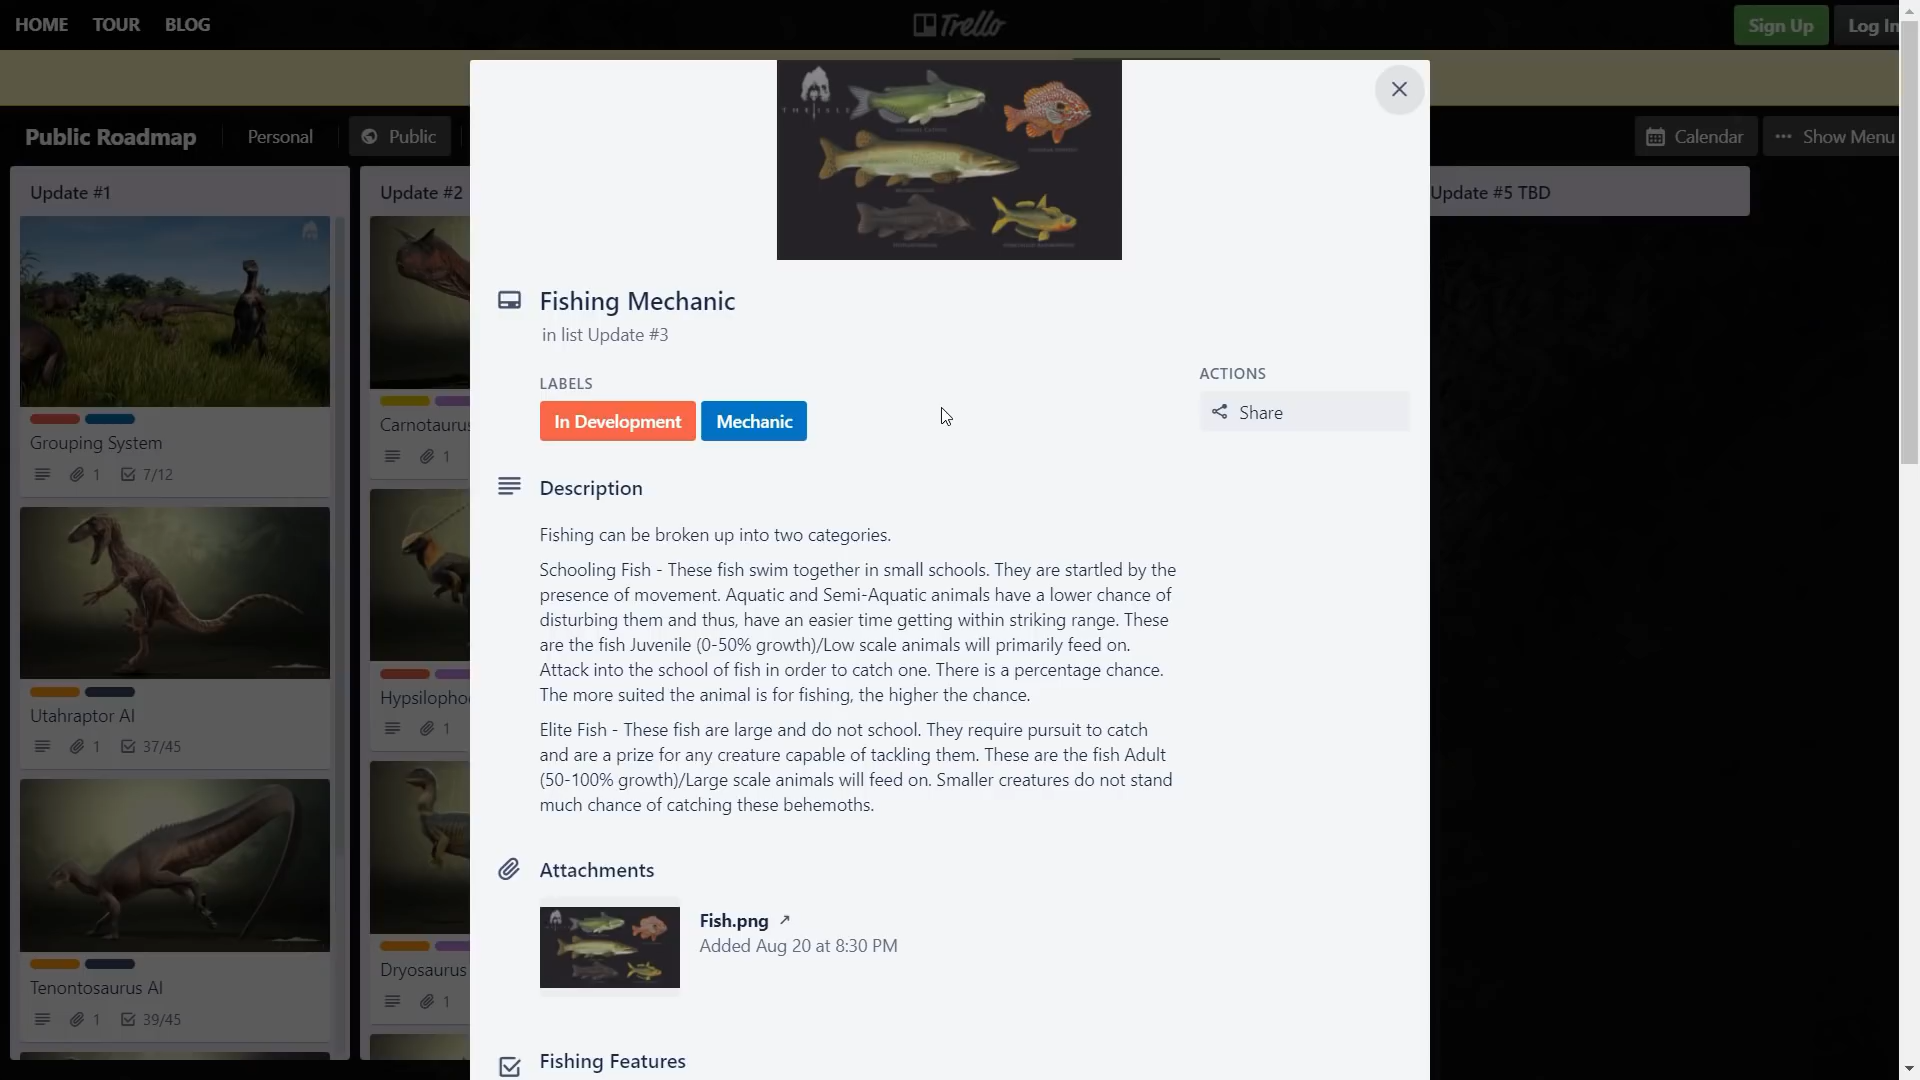 HOME TOUR BLOG
Trello
Sign Up Log In
Public Roadmap Personal Public
Calendar ··· Show Menu
Update #1
Grouping System
1 7/12
Utahraptor AI
1 37/45
Tenontosaurus AI
1 39/45
Update #2
Carnotaurus
1
1
Dryosaurus
1
Update #5 TBD
THE ISLE
Fishing Mechanic
in list Update #3
LABELS
In Development Mechanic
ACTIONS
Share
Description
Fishing can be broken up into two categories.
Schooling Fish - These fish swim together in small schools. They are startled by the
presence of movement. Aquatic and Semi-Aquatic animals have a lower chance of
disturbing them and thus, have an easier time getting within striking range. These
are the fish Juvenile (0-50% growth)/Low scale animals will primarily feed on.
Attack into the school of fish in order to catch one. There is a percentage chance.
The more suited the animal is for fishing, the higher the chance.
Elite Fish - These fish are large and do not school. They require pursuit to catch
and are a prize for any creature capable of tackling them. These are the fish Adult
(50-100% growth)/Large scale animals will feed on. Smaller creatures do not stand
much chance of catching these behemoths.
Attachments
Fish.png ↗
Added Aug 20 at 8:30 PM
Fishing Features